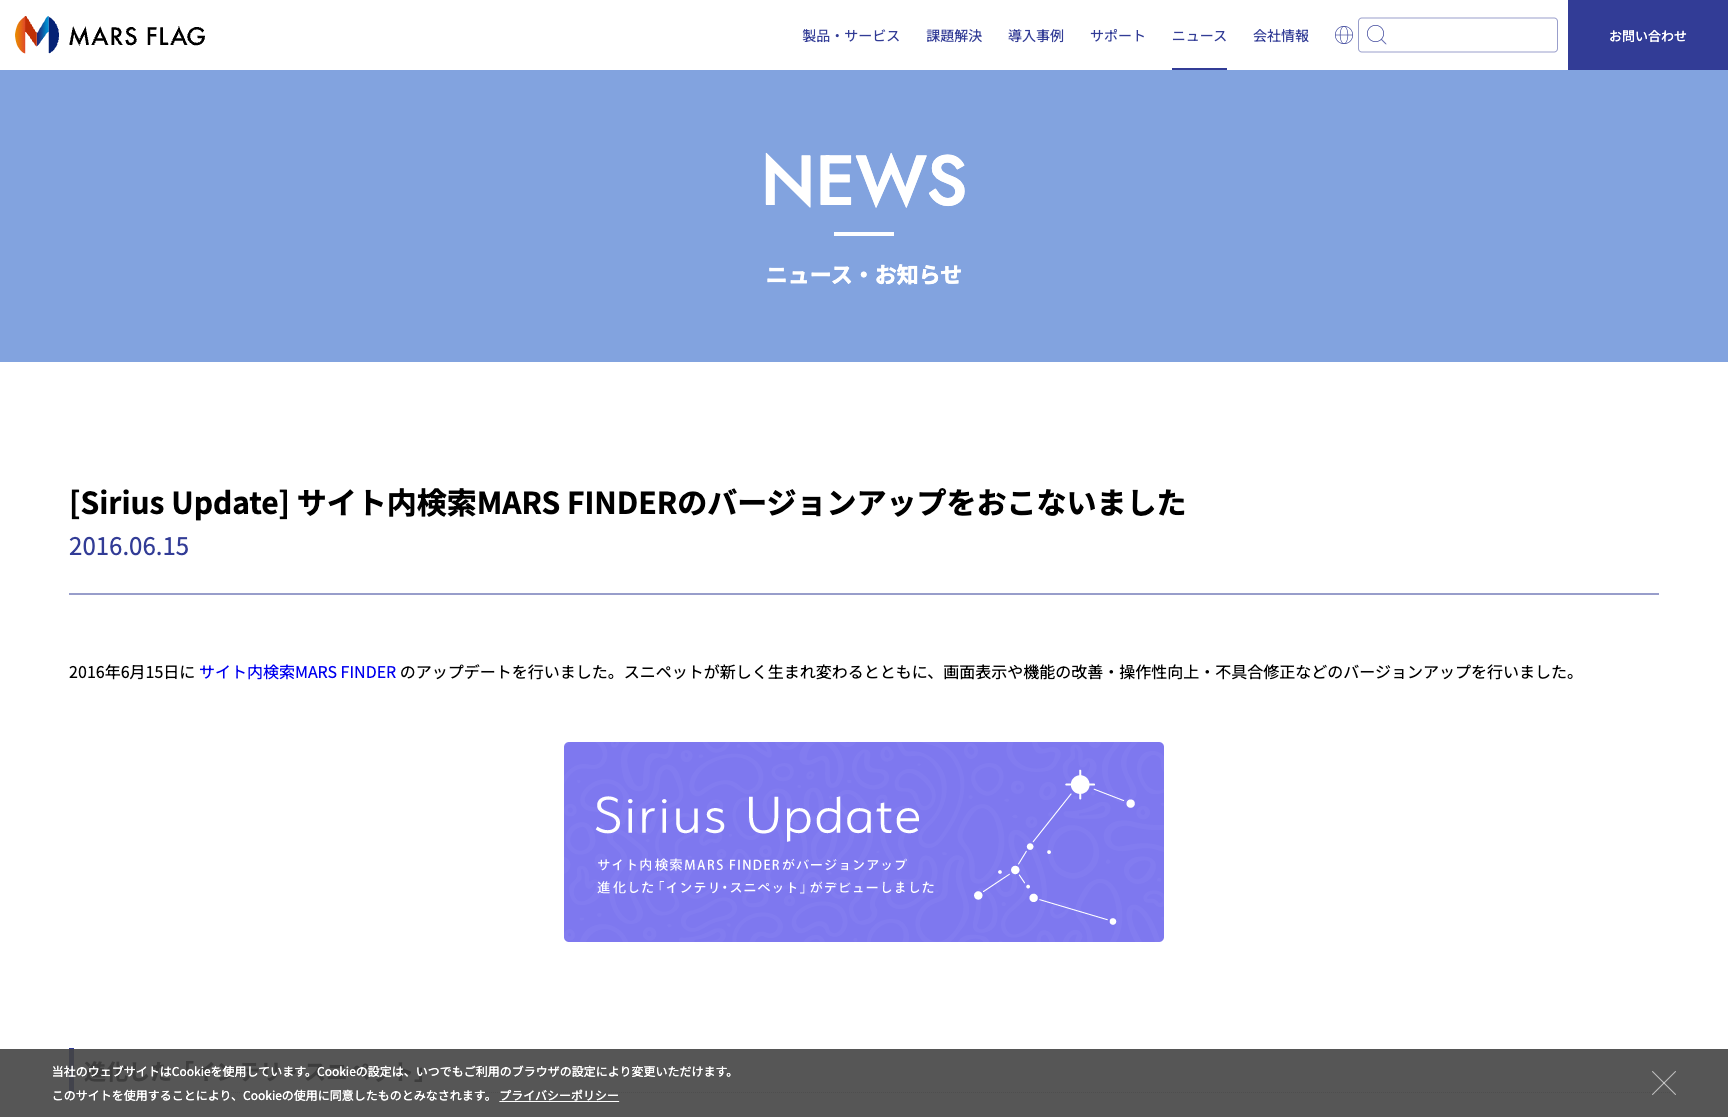 MARS FLAG
製品・サービス 課題解決 導入事例 サポート ニュース 会社情報 お問い合わせ
NEWS
ニュース・お知らせ
[Sirius Update] サイト内検索MARS FINDERのバージョンアップをおこないました
2016.06.15
2016年6月15日に サイト内検索MARS FINDER のアップデートを行いました。スニペットが新しく生まれ変わるとともに、画面表示や機能の改善・操作性向上・不具合修正などのバージョンアップを行いました。
Sirius Update
サイト内検索MARS FINDERがバージョンアップ
進化した「インテリ・スニペット」がデビューしました
進化した「インテリ・スニペット」
当社のウェブサイトはCookieを使用しています。Cookieの設定は、いつでもご利用のブラウザの設定により変更いただけます。
このサイトを使用することにより、Cookieの使用に同意したものとみなされます。 プライバシーポリシー